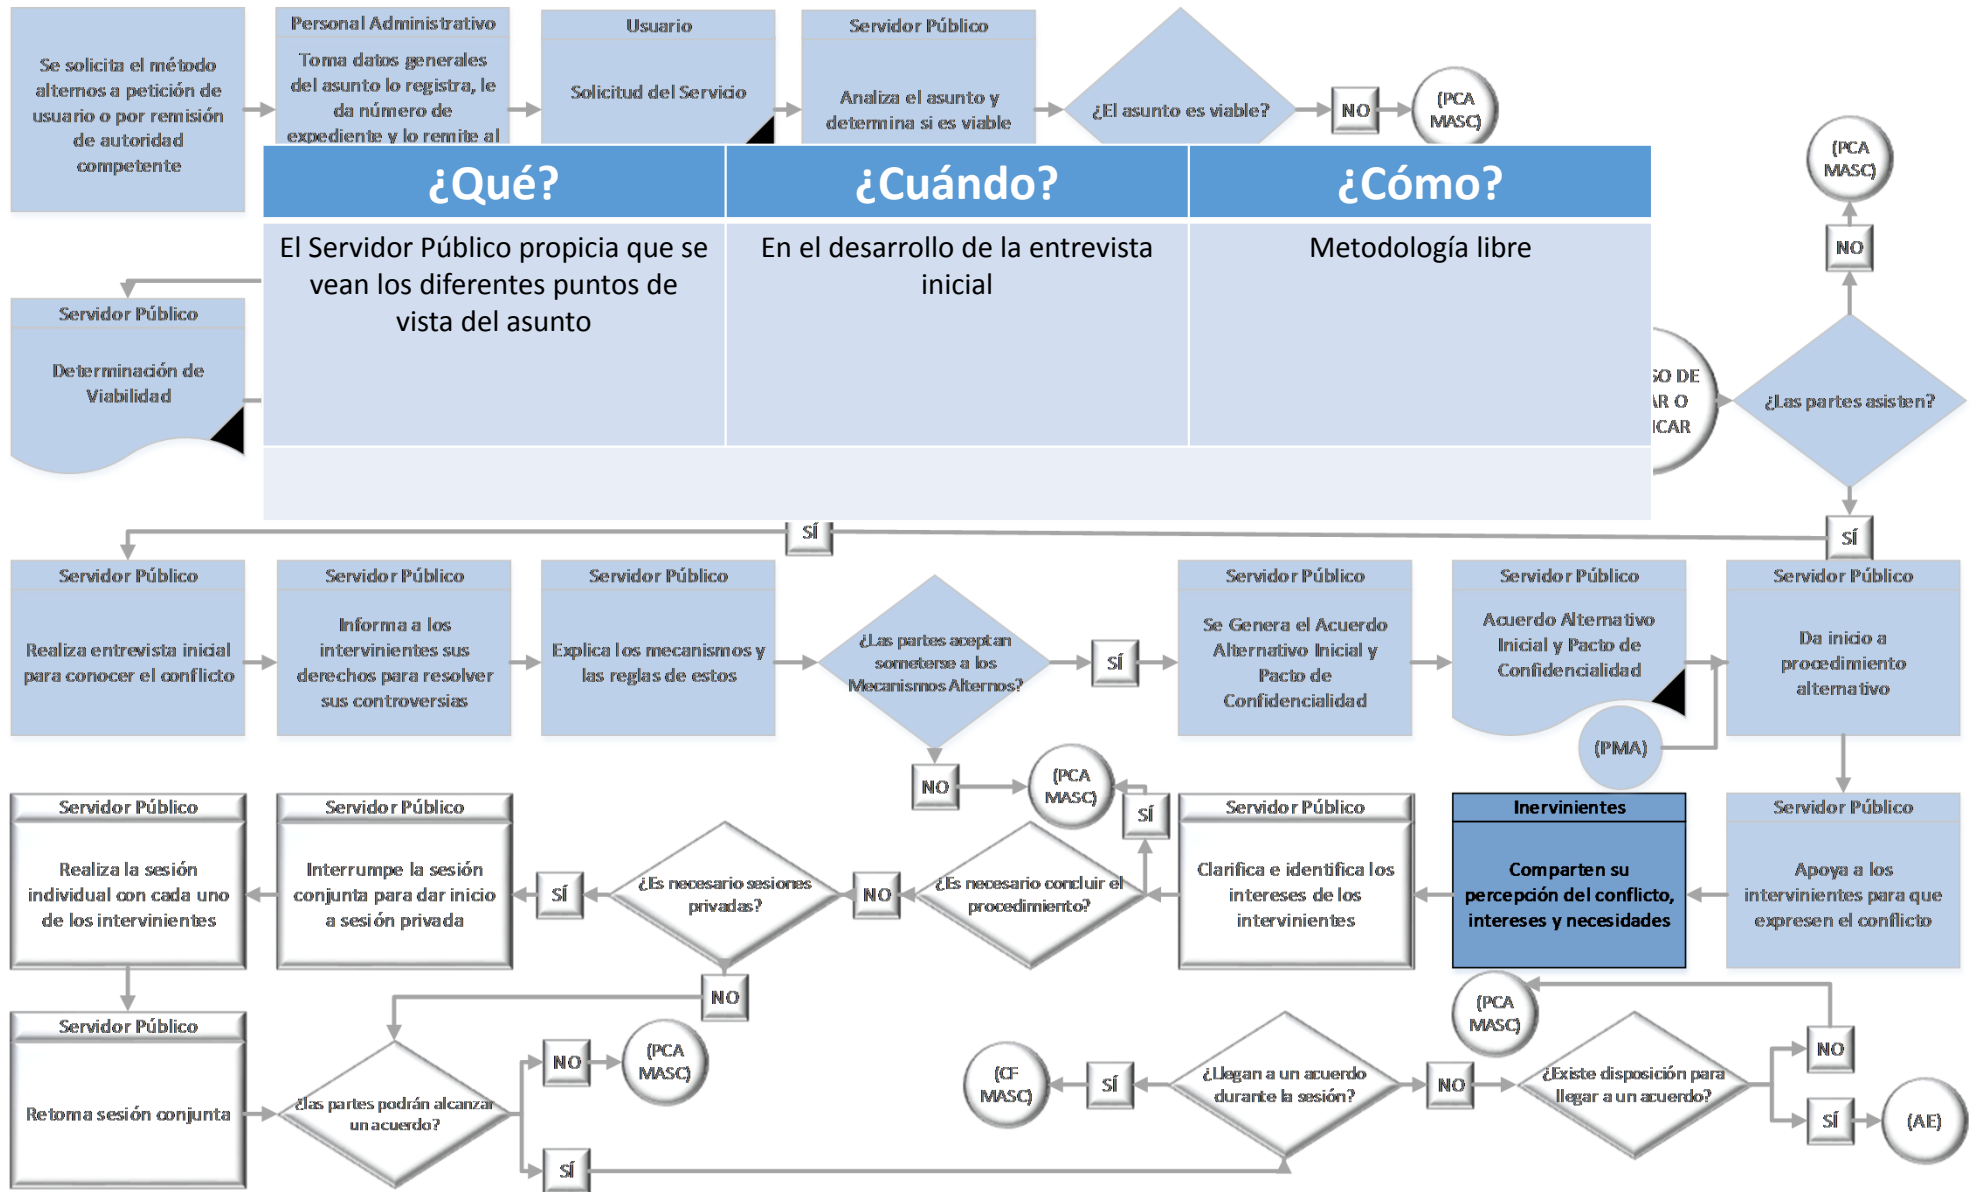 Se solicita el método
alternos a petición de
usuario o por remisión
de autoridad
competente
Personal Administrativo
Toma datos generales
del asunto lo registra, le
da número de
expediente y lo remite al
Usuario
Solicitud del Servicio
Servidor Público
Analiza el asunto y
determina si es viable
¿El asunto es viable?
NO
(PCA
MASC)
(PCA
MASC)
NO
¿Qué?
¿Cuándo?
¿Cómo?
El Servidor Público propicia que se
vean los diferentes puntos de
vista del asunto
En el desarrollo de la entrevista
inicial
Metodología libre
Servidor Público
Determinación de
Viabilidad
DE
O
¿Las partes asisten?
SÍ
SÍ
Servidor Público
Realiza entrevista inicial
para conocer el conflicto
Servidor Público
Informa a los
intervinientes sus
derechos para resolver
sus controversias
Servidor Público
Explica los mecanismos y
las reglas de estos
¿Las partes aceptan
someterse a los
Mecanismos Alternos?
SÍ
Servidor Público
Se Genera el Acuerdo
Alternativo Inicial y
Pacto de
Confidencialidad
Servidor Público
Acuerdo Alternativo
Inicial y Pacto de
Confidencialidad
(PMA)
Servidor Público
Da inicio a
procedimiento
alternativo
NO
(PCA
MASC)
SÍ
Servidor Público
Realiza la sesión
individual con cada uno
de los intervinientes
Servidor Público
Interrumpe la sesión
conjunta para dar inicio
a sesión privada
SÍ
¿Es necesario sesiones
privadas?
NO
¿Es necesario concluir el
procedimiento?
Servidor Público
Clarifica e identifica los
intereses de los
intervinientes
Inervinientes
Comparten su
percepción del conflicto,
intereses y necesidades
Servidor Público
Apoya a los
intervinientes para que
expresen el conflicto
NO
Servidor Público
Retoma sesión conjunta
¿las partes podrán alcanzar
un acuerdo?
NO
(PCA
MASC)
SÍ
(CF
MASC)
SÍ
¿Llegan a un acuerdo
durante la sesión?
NO
(PCA
MASC)
¿Existe disposición para
llegar a un acuerdo?
NO
SÍ
(AE)